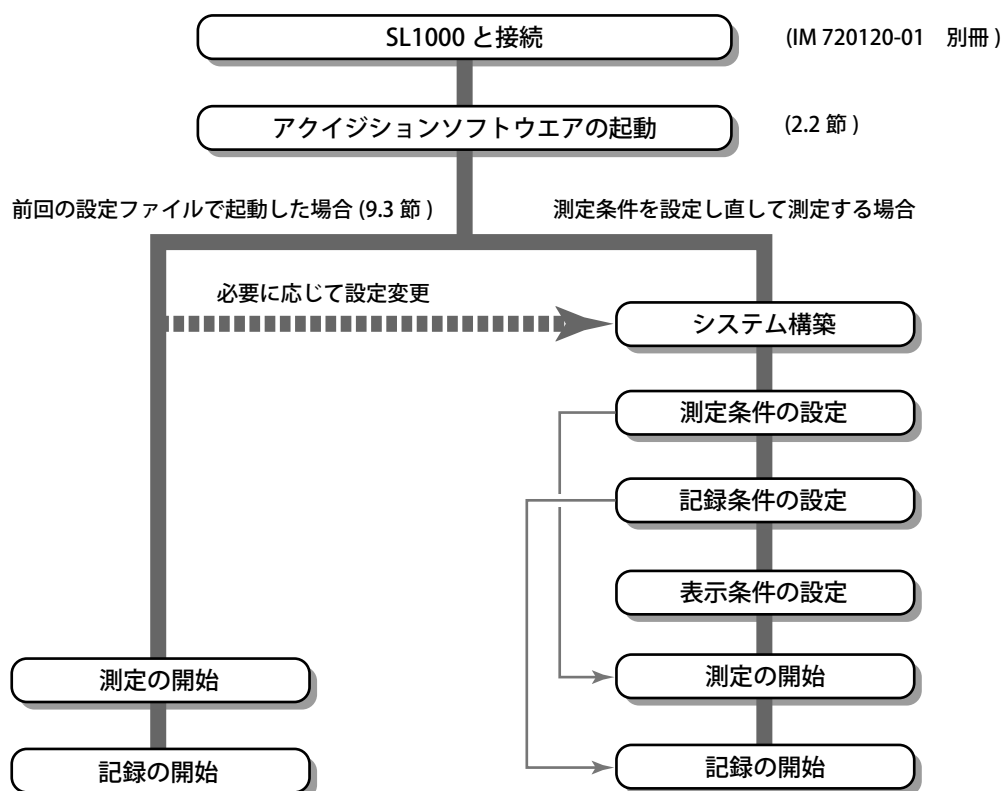 SL1000 と接続
(IM 720120-01　別冊 )
アクイジションソフトウエアの起動
(2.2 節 )
前回の設定ファイルで起動した場合 (9.3 節 )
測定条件を設定し直して測定する場合
必要に応じて設定変更
システム構築
測定条件の設定
記録条件の設定
表示条件の設定
測定の開始
測定の開始
記録の開始
記録の開始